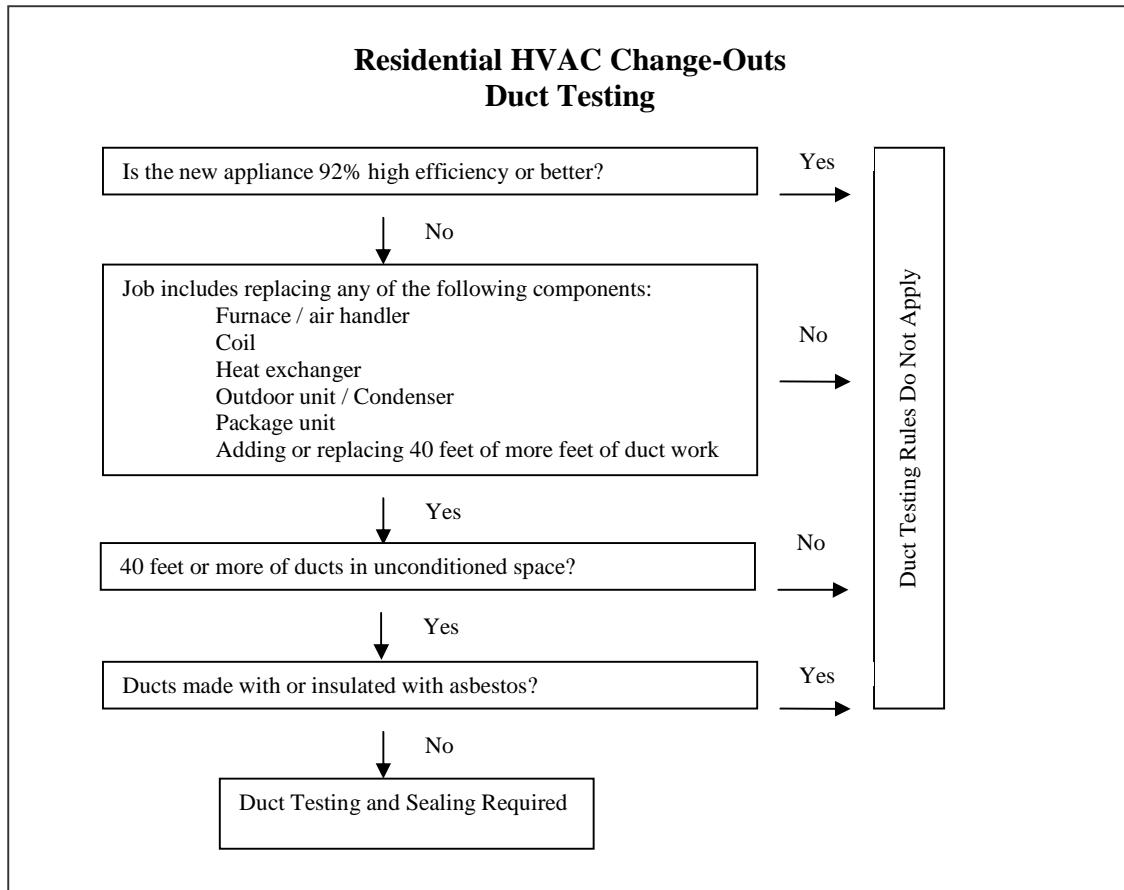 Residential HVAC Change-Outs
Duct Testing
Is the new appliance 92% high efficiency or better?
Yes
No
Job includes replacing any of the following components:
Furnace / air handler
Coil
Heat exchanger
Outdoor unit / Condenser
Package unit
Adding or replacing 40 feet of more feet of duct work
No
Yes
40 feet or more of ducts in unconditioned space?
No
Yes
Ducts made with or insulated with asbestos?
Yes
No
Duct Testing and Sealing Required
Duct Testing Rules Do Not Apply